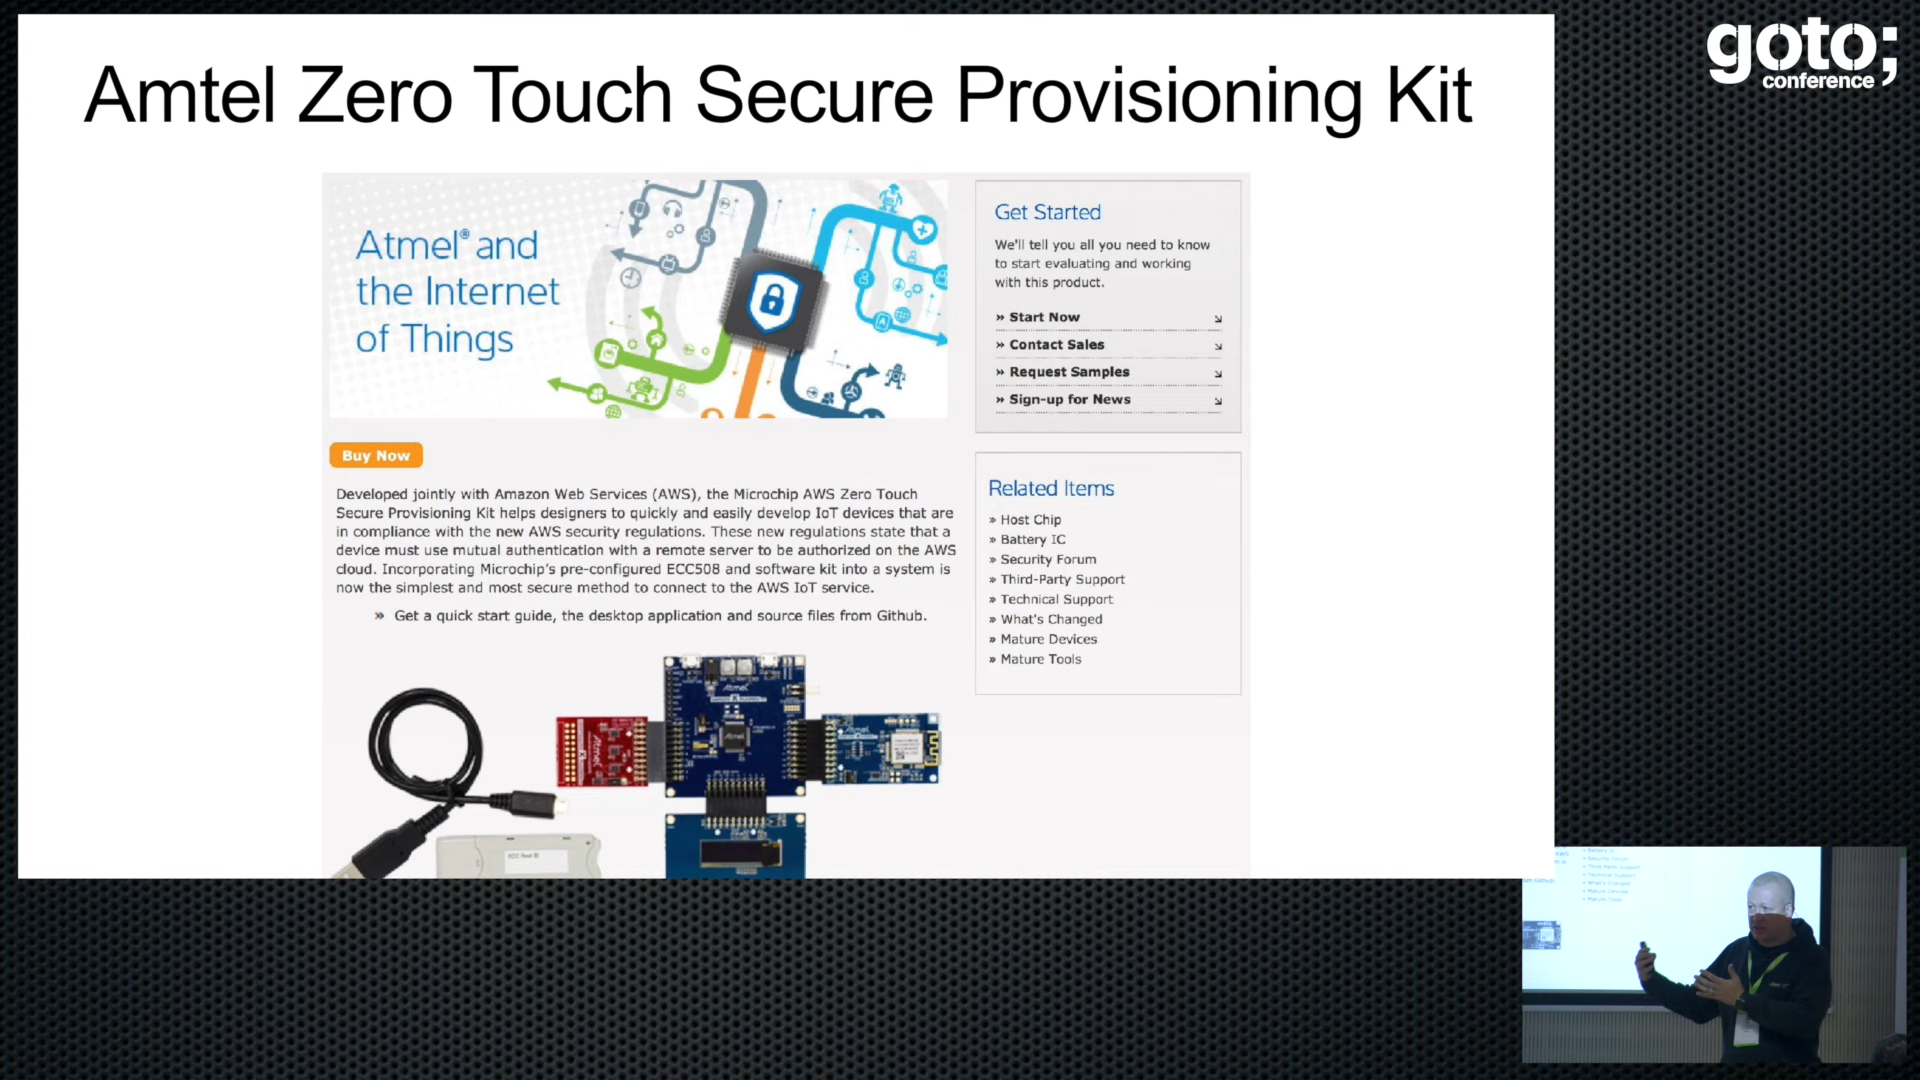 Amtel Zero Touch Secure Provisioning Kit
goto;
conference
Atmel® and
the Internet
of Things
Buy Now
Developed jointly with Amazon Web Services (AWS), the Microchip AWS Zero Touch
Secure Provisioning Kit helps designers to quickly and easily develop IoT devices that are
in compliance with the new AWS security regulations. These new regulations state that a
device must use mutual authentication with a remote server to be authorized on the AWS
cloud. Incorporating Microchip's pre-configured ECC508 and software kit into a system is
now the simplest and most secure method to connect to the AWS IoT service.
» Get a quick start guide, the desktop application and source files from Github.
Get Started
We'll tell you all you need to know
to start evaluating and working
with this product.
» Start Now
» Contact Sales
» Request Samples
» Sign-up for News
Related Items
» Host Chip
» Battery IC
» Security Forum
» Third-Party Support
» Technical Support
» What's Changed
» Mature Devices
» Mature Tools
Atmel
Atmel
Atmel
Atmel